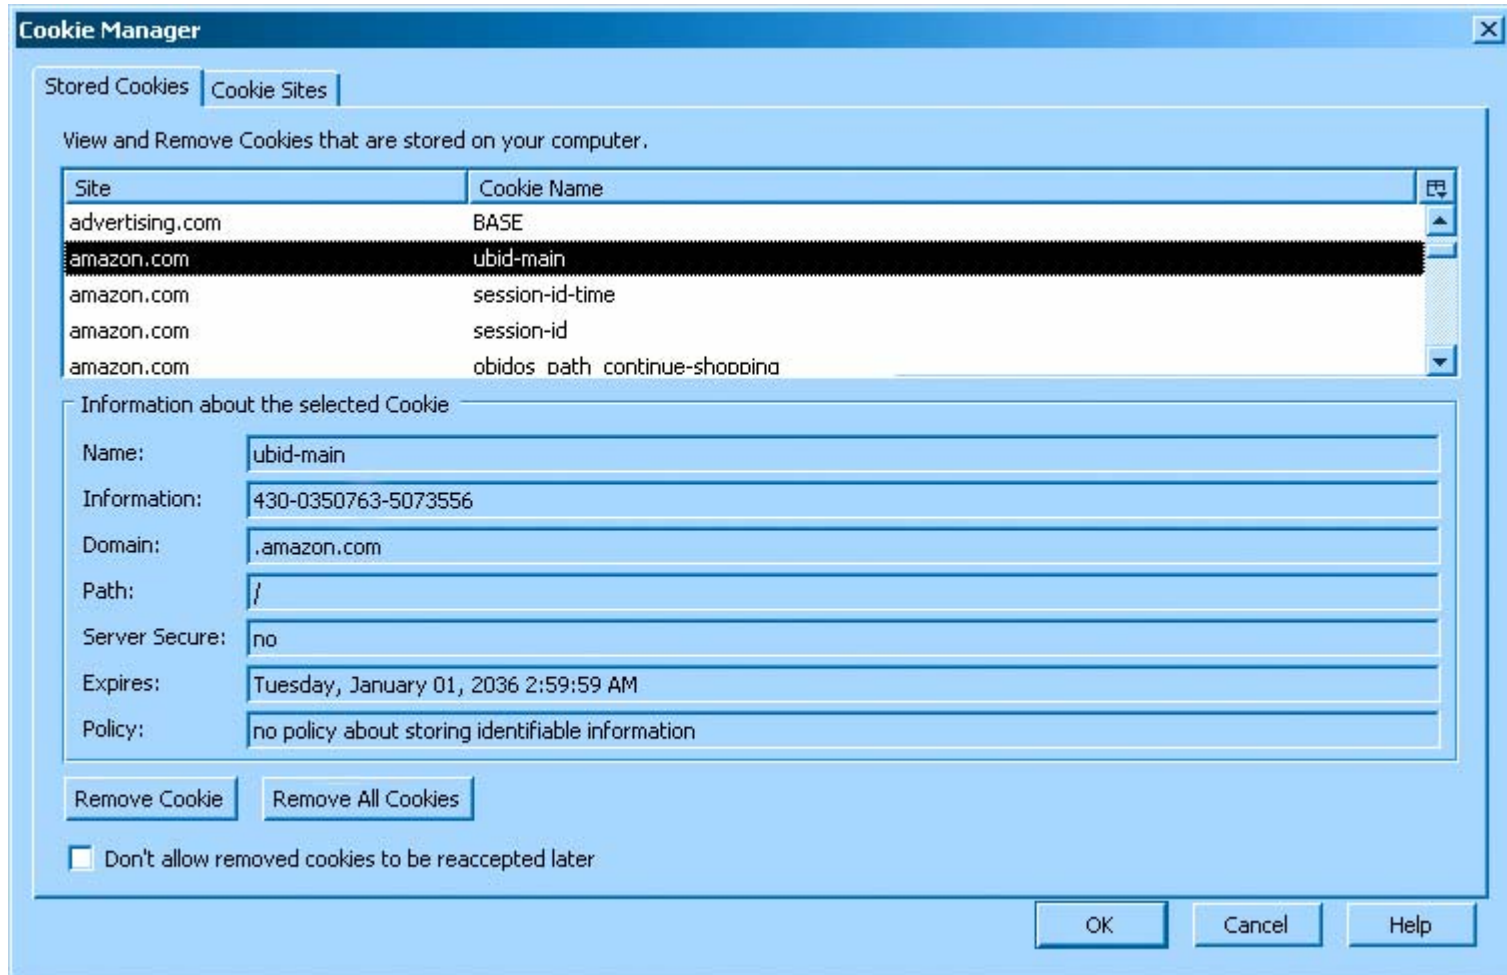 Cookie Manager
Stored Cookies Cookie Sites
View and Remove Cookies that are stored on your computer.
Site Cookie Name
advertising.com BASE
amazon.com ubid-main
amazon.com session-id-time
amazon.com session-id
amazon.com obidos_path_continue-shopping
Information about the selected Cookie
Name: ubid-main
Information: 430-0350763-5073556
Domain: .amazon.com
Path: /
Server Secure: no
Expires: Tuesday, January 01, 2036 2:59:59 AM
Policy: no policy about storing identifiable information
Remove Cookie Remove All Cookies
Don't allow removed cookies to be reaccepted later
OK Cancel Help